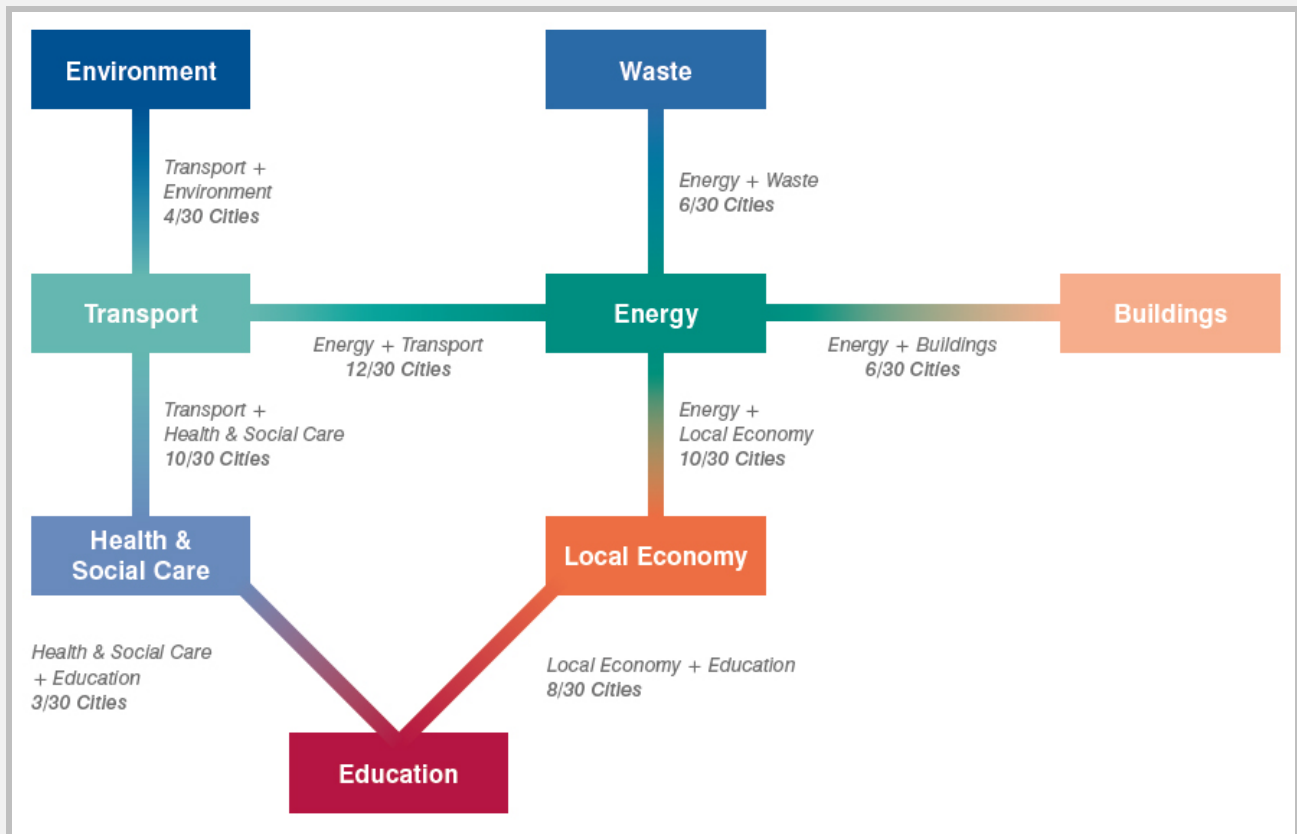 Environment
Waste
Transport +
Environment
4/30 Cities
Energy + Waste
6/30 Cities
Transport
Energy
Buildings
Energy + Transport
12/30 Cities
Energy + Buildings
6/30 Cities
Transport +
Health & Social Care
10/30 Cities
Energy +
Local Economy
10/30 Cities
Health &
Social Care
Local Economy
Health & Social Care
+ Education
3/30 Cities
Local Economy + Education
8/30 Cities
Education